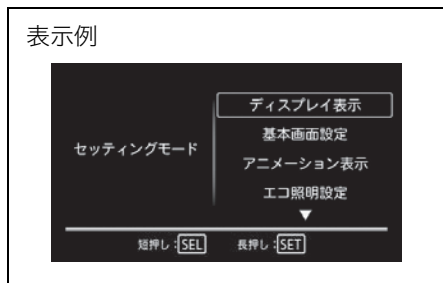 表示例
ディスプレイ表示
基本画面設定
セッティングモード
アニメーション表示
エコ照明設定
▼
短押し:SEL 長押し:SET